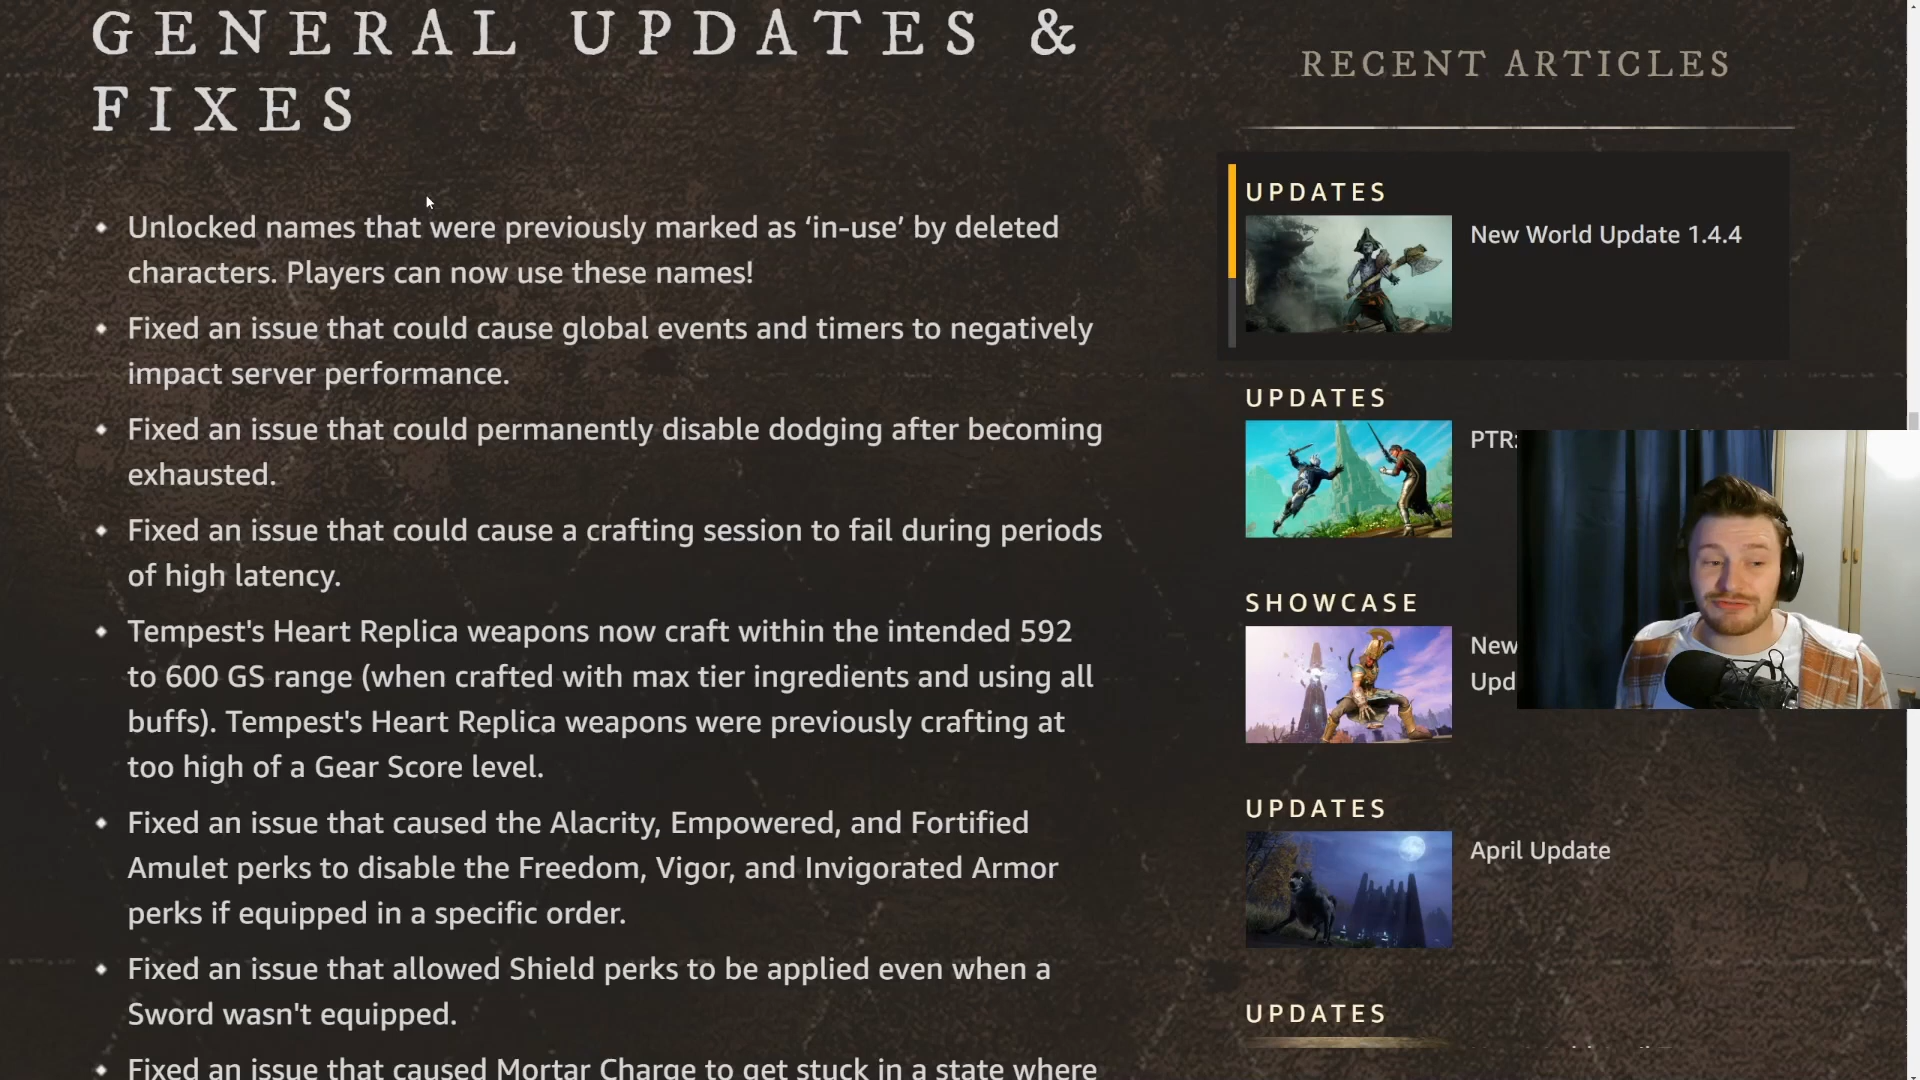 GENERAL UPDATES &
FIXES
Unlocked names that were previously marked as ‘in-use’ by deleted
characters. Players can now use these names!
Fixed an issue that could cause global events and timers to negatively
impact server performance.
Fixed an issue that could permanently disable dodging after becoming
exhausted.
Fixed an issue that could cause a crafting session to fail during periods
of high latency.
Tempest's Heart Replica weapons now craft within the intended 592
to 600 GS range (when crafted with max tier ingredients and using all
buffs). Tempest's Heart Replica weapons were previously crafting at
too high of a Gear Score level.
Fixed an issue that caused the Alacrity, Empowered, and Fortified
Amulet perks to disable the Freedom, Vigor, and Invigorated Armor
perks if equipped in a specific order.
Fixed an issue that allowed Shield perks to be applied even when a
Sword wasn't equipped.
Fixed an issue that caused Mortar Charge to get stuck in a state where
RECENT ARTICLES
UPDATES
New World Update 1.4.4
UPDATES
PTR:
SHOWCASE
New
Upd
UPDATES
April Update
UPDATES